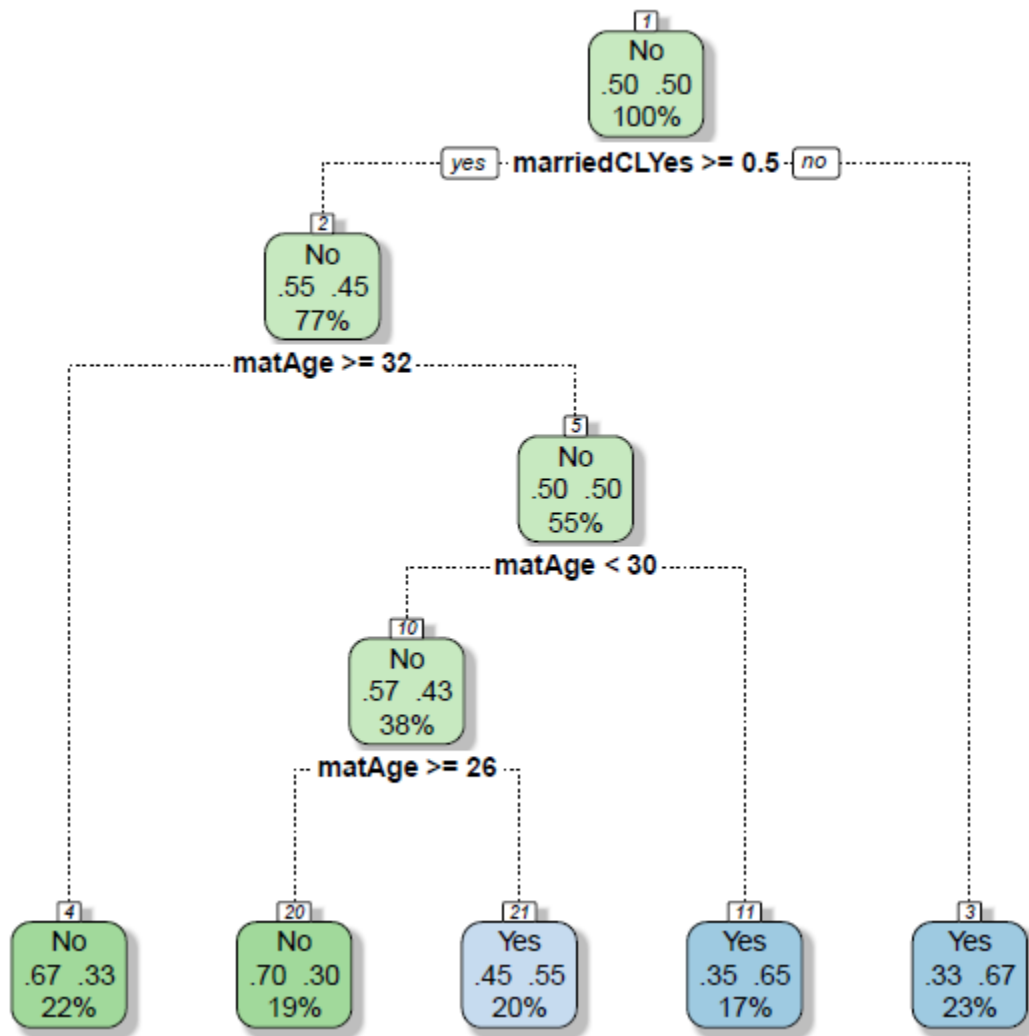 1
No
.50 .50
100%
yes marriedCLYes >= 0.5 no
2
No
.55 .45
77%
matAge >= 32
5
No
.50 .50
55%
matAge < 30
10
No
.57 .43
38%
matAge >= 26
4
No
.67 .33
22%
20
No
.70 .30
19%
21
Yes
.45 .55
20%
11
Yes
.35 .65
17%
3
Yes
.33 .67
23%